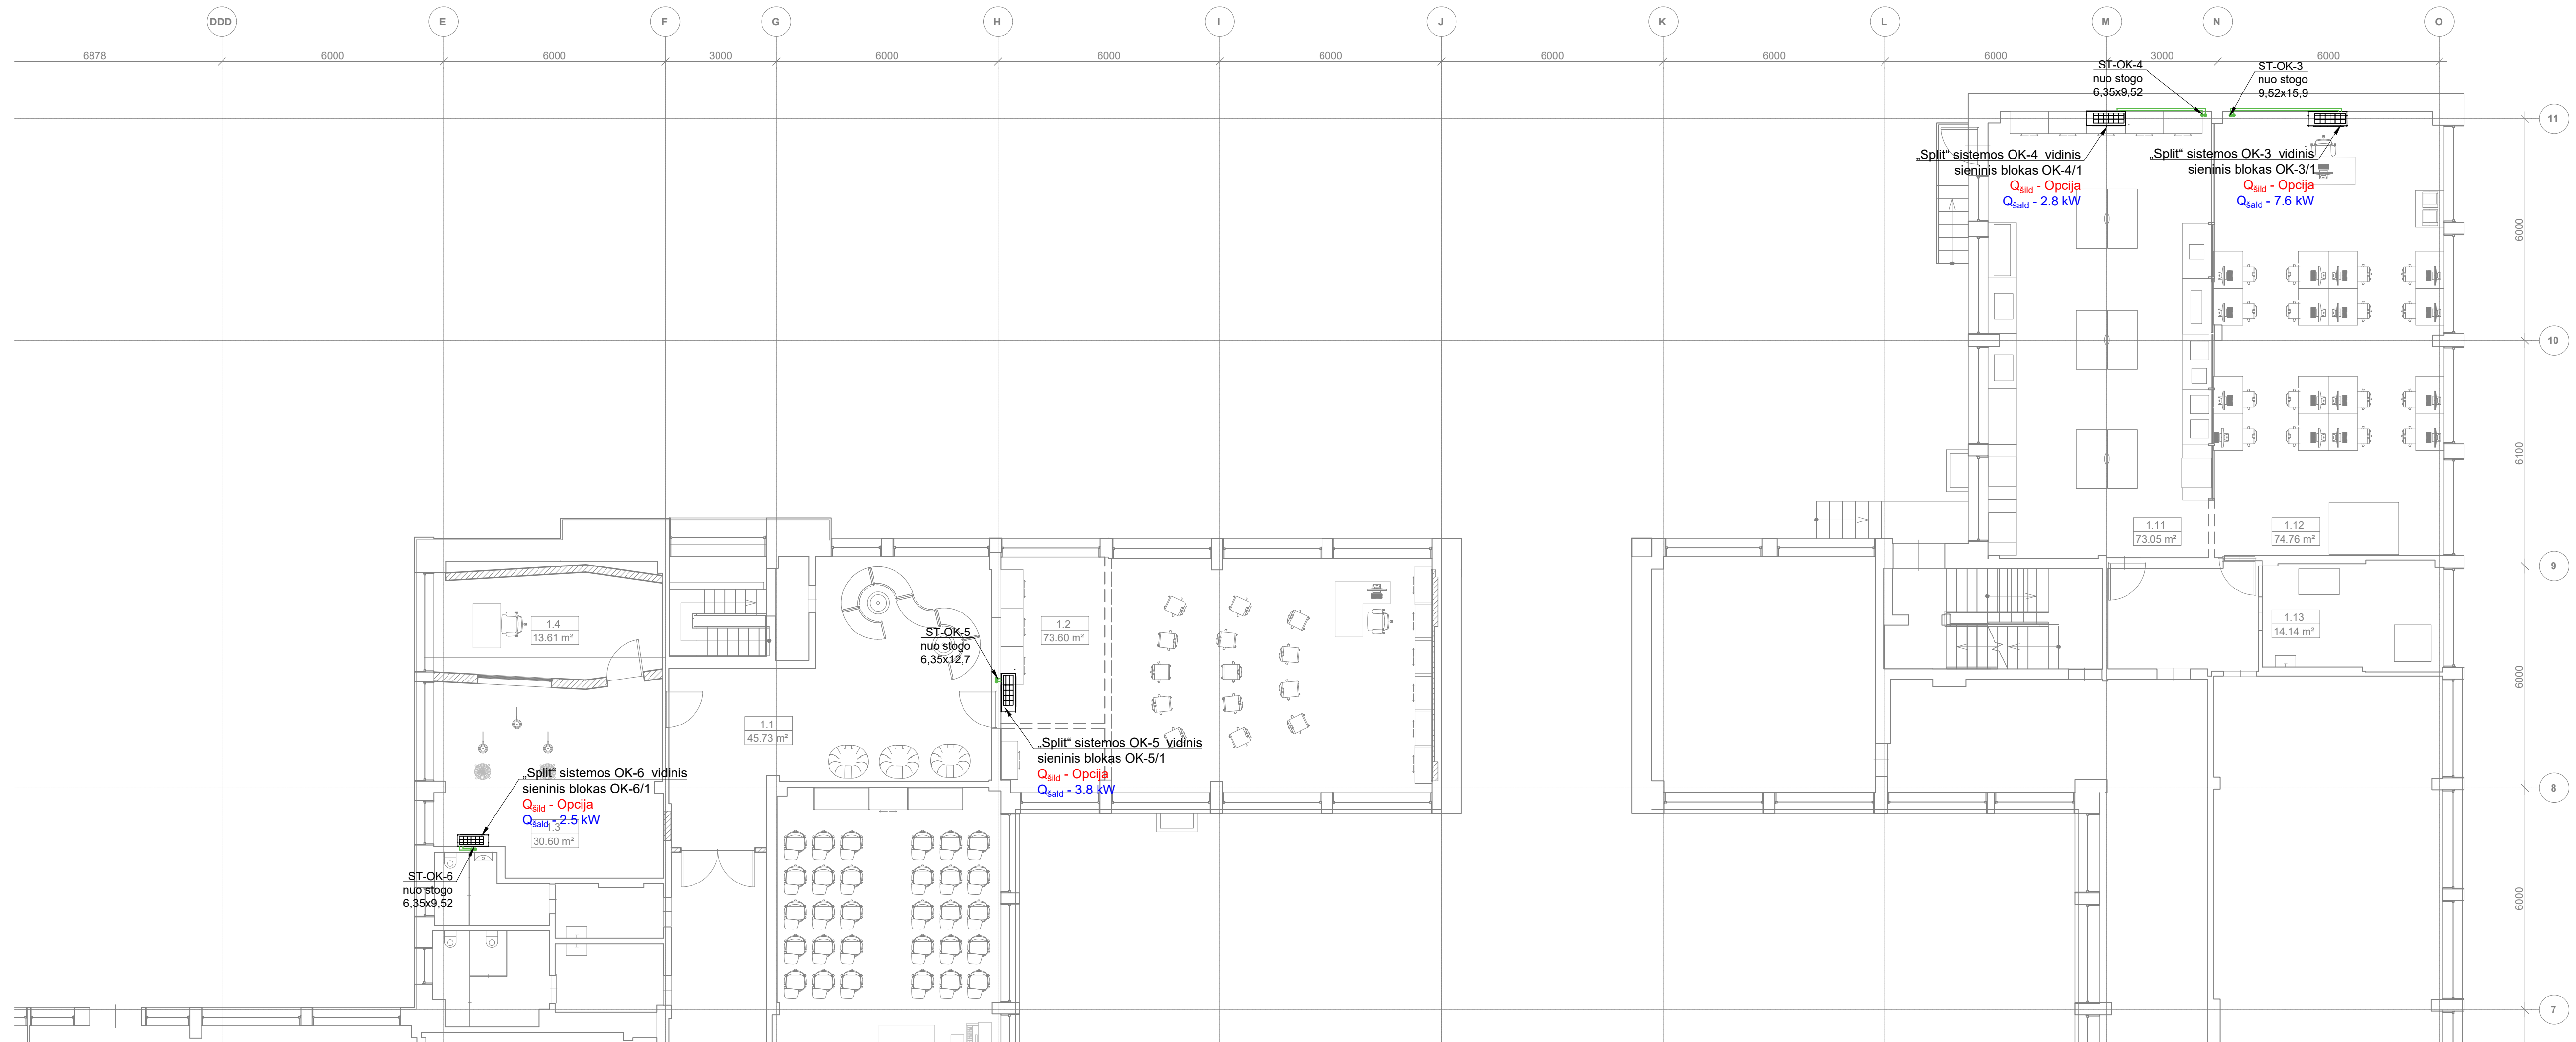 DDD
E
F
G
H
I
J
K
L
M
N
O
6878
6000
6000
3000
6000
6000
6000
6000
6000
6000
3000
6000
ST-OK-4
nuo stogo
6,35x9,52
ST-OK-3
nuo stogo
9,52x15,9
11
„Split“ sistemos OK-4 vidinis
sieninis blokas OK-4/1
Qšild - Opcija
Qšald - 2.8 kW
„Split“ sistemos OK-3 vidinis
sieninis blokas OK-3/1
Qšild - Opcija
Qšald - 7.6 kW
6000
10
6100
1.11
73.05 m²
1.12
74.76 m²
9
1.4
13.61 m²
ST-OK-5
nuo stogo
6,35x12,7
1.2
73.60 m²
1.13
14.14 m²
6000
1.1
45.73 m²
„Split“ sistemos OK-5 vidinis
sieninis blokas OK-5/1
Qšild - Opcija
Qšald - 3.8 kW
„Split“ sistemos OK-6 vidinis
sieninis blokas OK-6/1
Qšild - Opcija
Qšald - 2.5 kW
8
1.3
30.60 m²
ST-OK-6
nuo stogo
6,35x9,52
6000
7